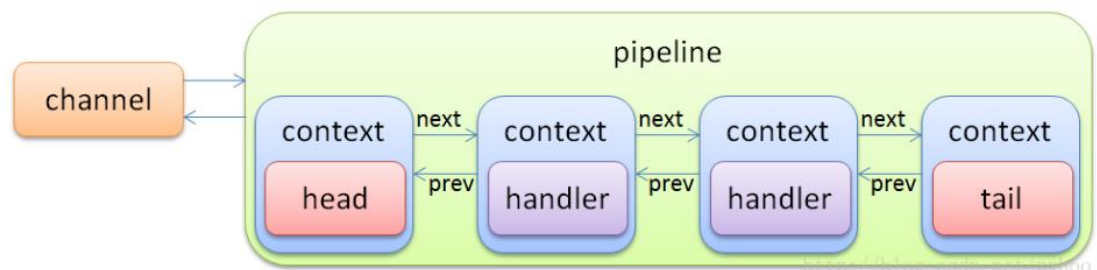 pipeline
channel
context
next
context
next
context
next
context
head
prev
handler
prev
handler
prev
tail